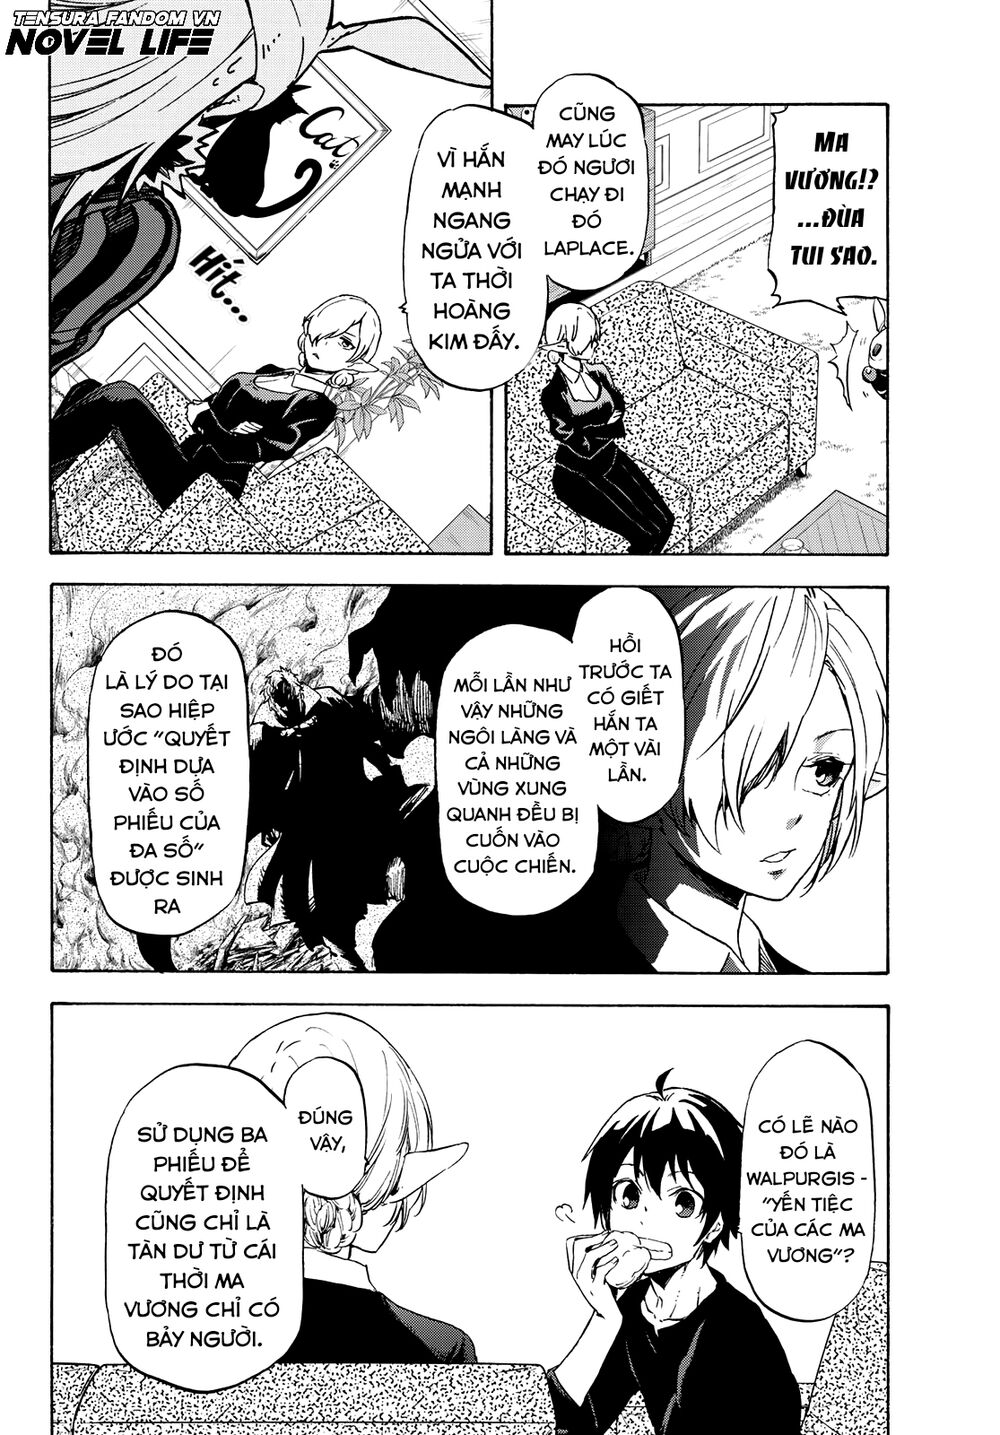 TENSURA FANDOM VN
NOVEL LIFE
MA
VƯƠNG!?
...ĐÙA
TUI SAO.
CŨNG
MAY LÚC
ĐÓ NGƯƠI
CHẠY ĐI
ĐÓ
LAPLACE.
VÌ HẮN
MẠNH
NGANG
NGỬA VỚI
TA THỜI
HOÀNG
KIM ĐẤY.
Cat
Hít...
HỒI
TRƯỚC TA
CÓ GIẾT
HẮN TA
MỘT VÀI
LẦN.
MỖI LẦN NHƯ
VẬY NHỮNG
NGÔI LÀNG VÀ
CẢ NHỮNG
VÙNG XUNG
QUANH ĐỀU BỊ
CUỐN VÀO
CUỘC CHIẾN.
ĐÓ
LÀ LÝ DO TẠI
SAO HIỆP
ƯỚC "QUYẾT
ĐỊNH DỰA
VÀO SỐ
PHIẾU CỦA
ĐA SỐ"
ĐƯỢC SINH
RA
CÓ LẼ NÀO
ĐÓ LÀ
WALPURGIS -
"YẾN TIỆC
CỦA CÁC MA
VƯƠNG"?
ĐÚNG
VẬY,
SỬ DỤNG BA
PHIẾU ĐỂ
QUYẾT ĐỊNH
CŨNG CHỈ LÀ
TÀN DƯ TỪ CÁI
THỜI MA
VƯƠNG CHỈ CÓ
BẢY NGƯỜI.